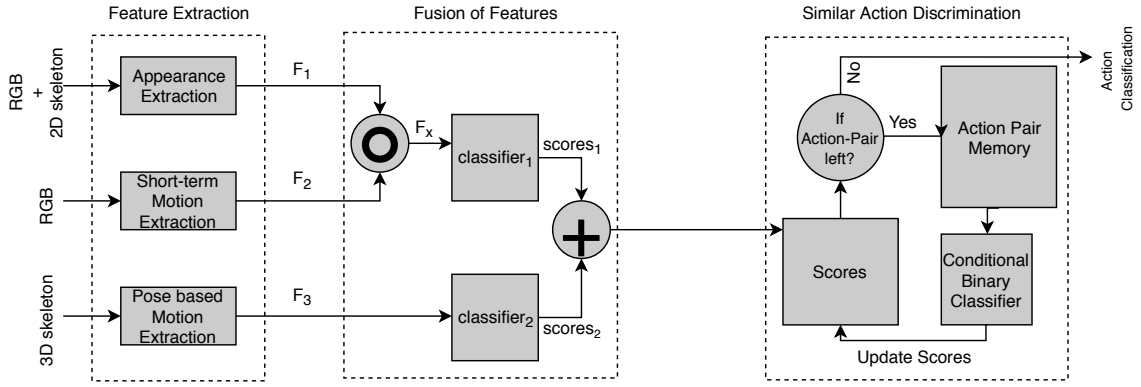 Feature Extraction
Fusion of Features
Similar Action Discrimination
RGB
+
2D skeleton
Appearance
Extraction
F1
RGB
Short-term
Motion
Extraction
F2
3D skeleton
Pose based
Motion
Extraction
F3
Fx
classifier1
scores1
classifier2
scores2
Scores
If
Action-Pair
left?
No
Yes
Action Pair
Memory
Conditional
Binary
Classifier
Update Scores
Action
Classification